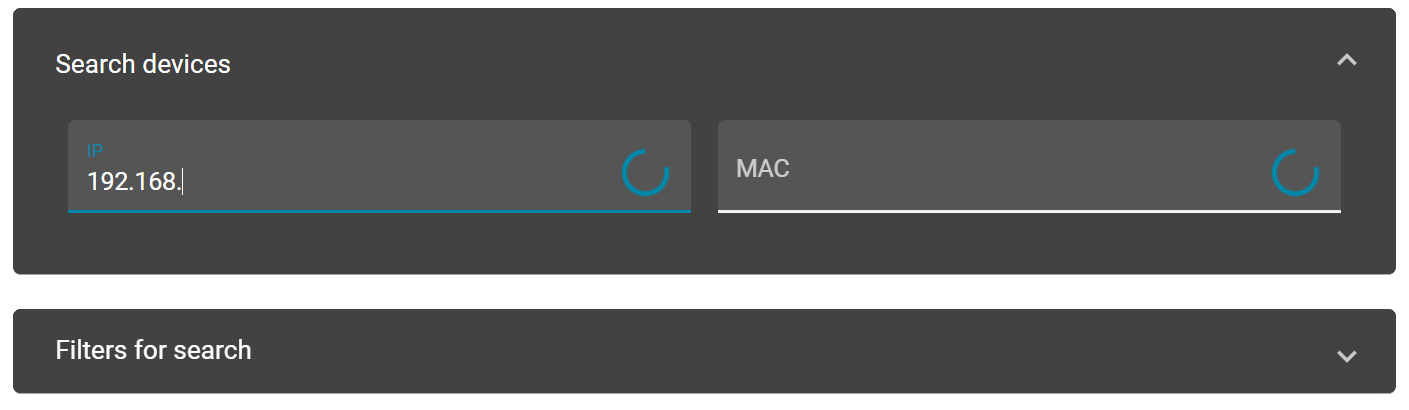 Search devices
IP
192.168.
MAC
Filters for search